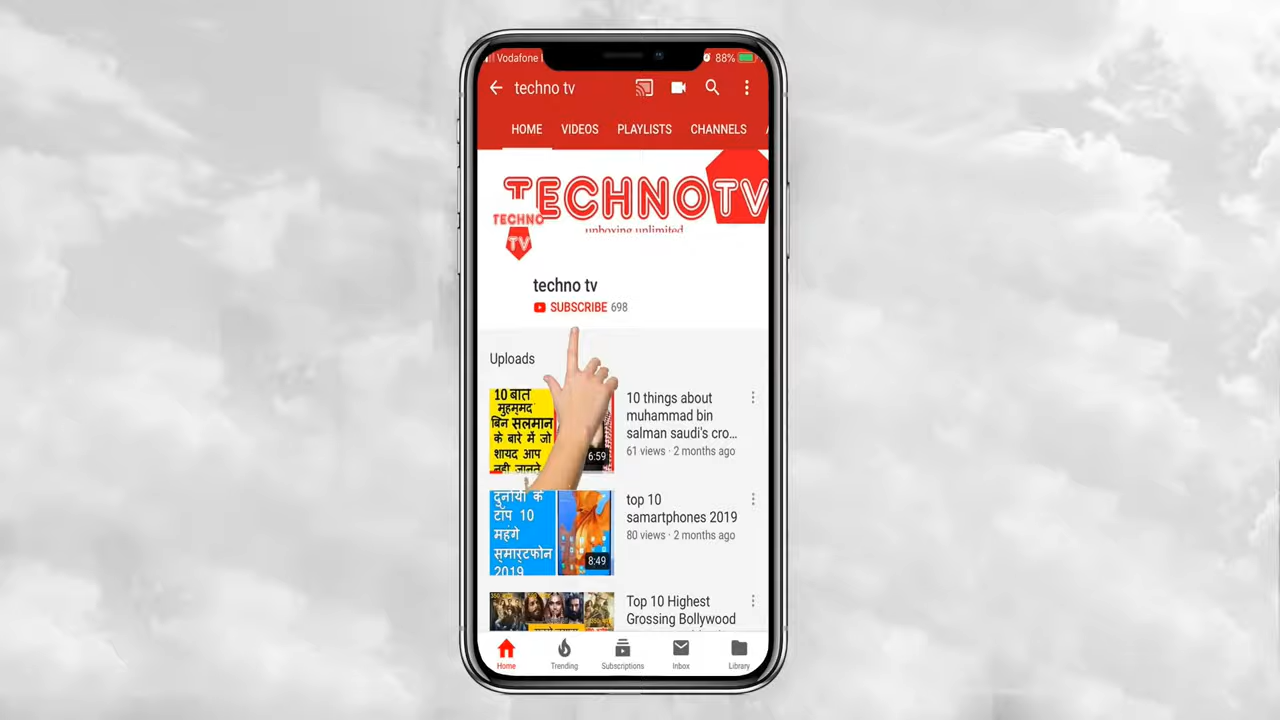 Vodafone
88%
techno tv
HOME VIDEOS PLAYLISTS CHANNELS
TECHNOTV
TECHNO
TV
unboxing unlimited
techno tv
SUBSCRIBE 698
Uploads
10 बातें
मुहम्मद
बिन सलमान
के बारे में जो
शायद आप
नही जानते
6:59
10 things about
muhammad bin
salman saudi's cro...
61 views · 2 months ago
दुनीयाँ के
टॉप 10
महंगे
स्मार्टफोन
2019
8:49
top 10
samartphones 2019
80 views · 2 months ago
Top 10 Highest
Grossing Bollywood
Home Trending Subscriptions Inbox Library